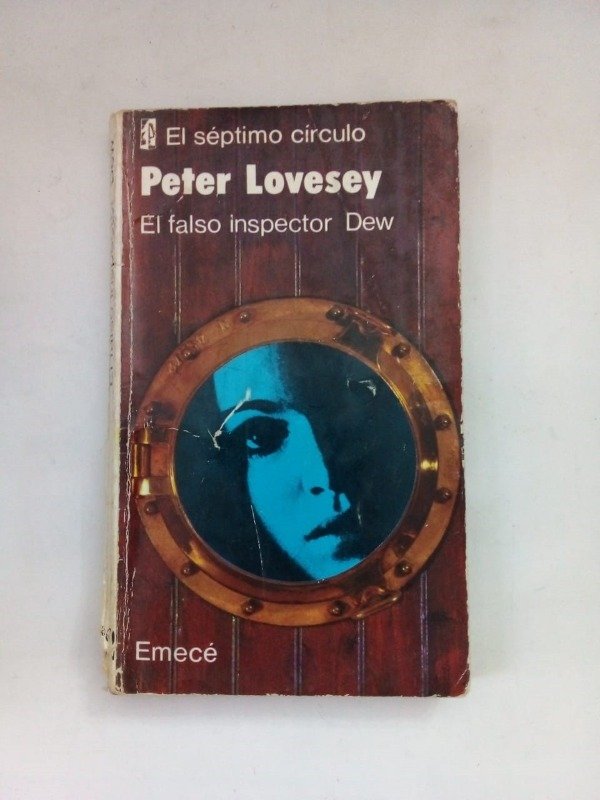 El séptimo círculo
Peter Lovesey
El falso inspector Dew
Emecé